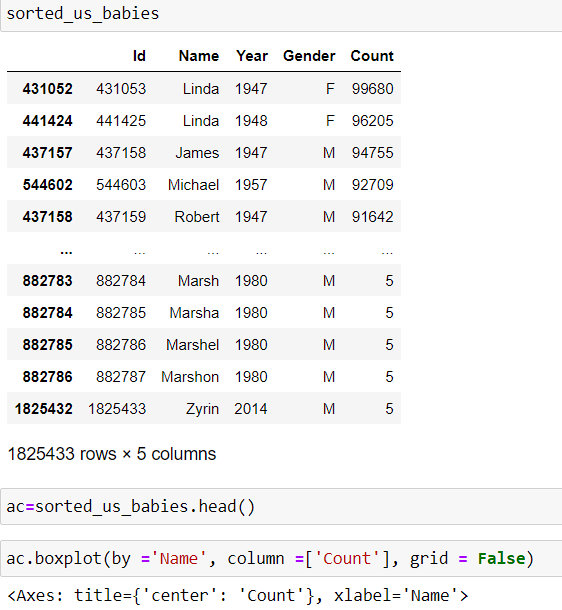 sorted_us_babies
Id Name Year Gender Count
431052 431053 Linda 1947 F 99680
441424 441425 Linda 1948 F 96205
437157 437158 James 1947 M 94755
544602 544603 Michael 1957 M 92709
437158 437159 Robert 1947 M 91642
... ... ... ... ... ...
882783 882784 Marsh 1980 M 5
882784 882785 Marsha 1980 M 5
882785 882786 Marshel 1980 M 5
882786 882787 Marshon 1980 M 5
1825432 1825433 Zyrin 2014 M 5
1825433 rows × 5 columns
ac=sorted_us_babies.head()
ac.boxplot(by ='Name', column =['Count'], grid = False)
<Axes: title={'center': 'Count'}, xlabel='Name'>